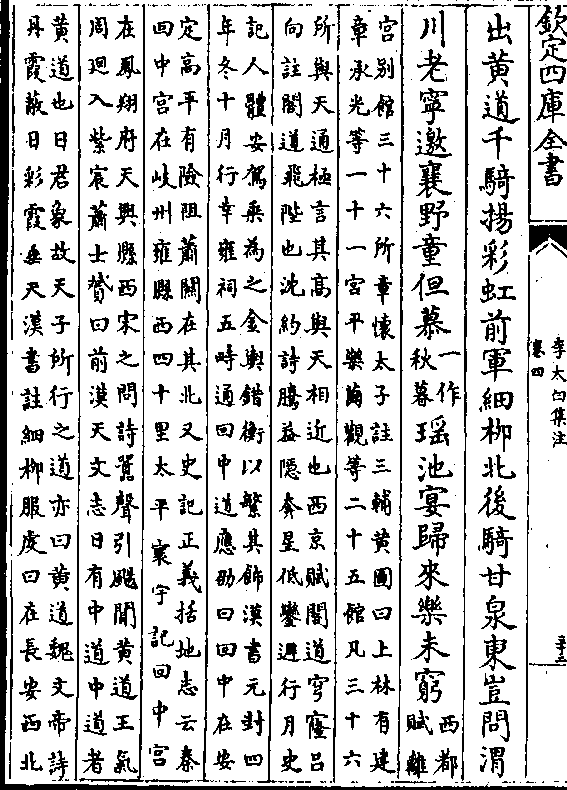 欽定四庫全書
李太白集注
卷四
五十三
出黄道千騎揚彩虹前軍細柳北後騎甘泉東豈問渭
川老寧邀襄野童但慕一作秋暮瑶池宴歸來樂未窮西都賦離
宫别館三十六所章懷太子註三輔黄圖曰上林有建
章承光等一十一宫平樂繭觀等二十五館凡三十六
所與天通極言其高與天相近也西京賦閣道穹窿吕
向註閣道飛陛也沈約詩騰蓋隱奔星低鑾避行月史
記人體安駕乘為之金輿錯衡以繁其飾漢書元封四
年冬十月行幸雍祠五畤通回中道應劭曰回中在安
定高平有險阻蕭關在其北又史記正義括地志云秦
回中宫在岐州雍縣西四十里太平寰宇記回中宫
在鳳翔府天興縣西宋之問詩囂聲引颺聞黄道王氣
周廻入紫宸蕭士贇曰前漢天文志日有中道中道者
黄道也日君象故天子所行之道亦曰黄道魏文帝詩
丹霞蔽日彩霞垂天漢書註細柳服虔曰在長安西北